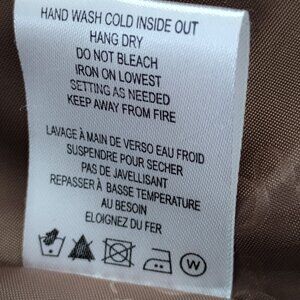 HAND WASH COLD INSIDE OUT
HANG DRY
DO NOT BLEACH
IRON ON LOWEST
SETTING AS NEEDED
KEEP AWAY FROM FIRE
LAVAGE À MAIN DE VERSO EAU FROID
SUSPENDRE POUR SECHER
PAS DE JAVELLISANT
REPASSER À BASSE TEMPERATURE
AU BESOIN
ELOIGNEZ DU FER
W